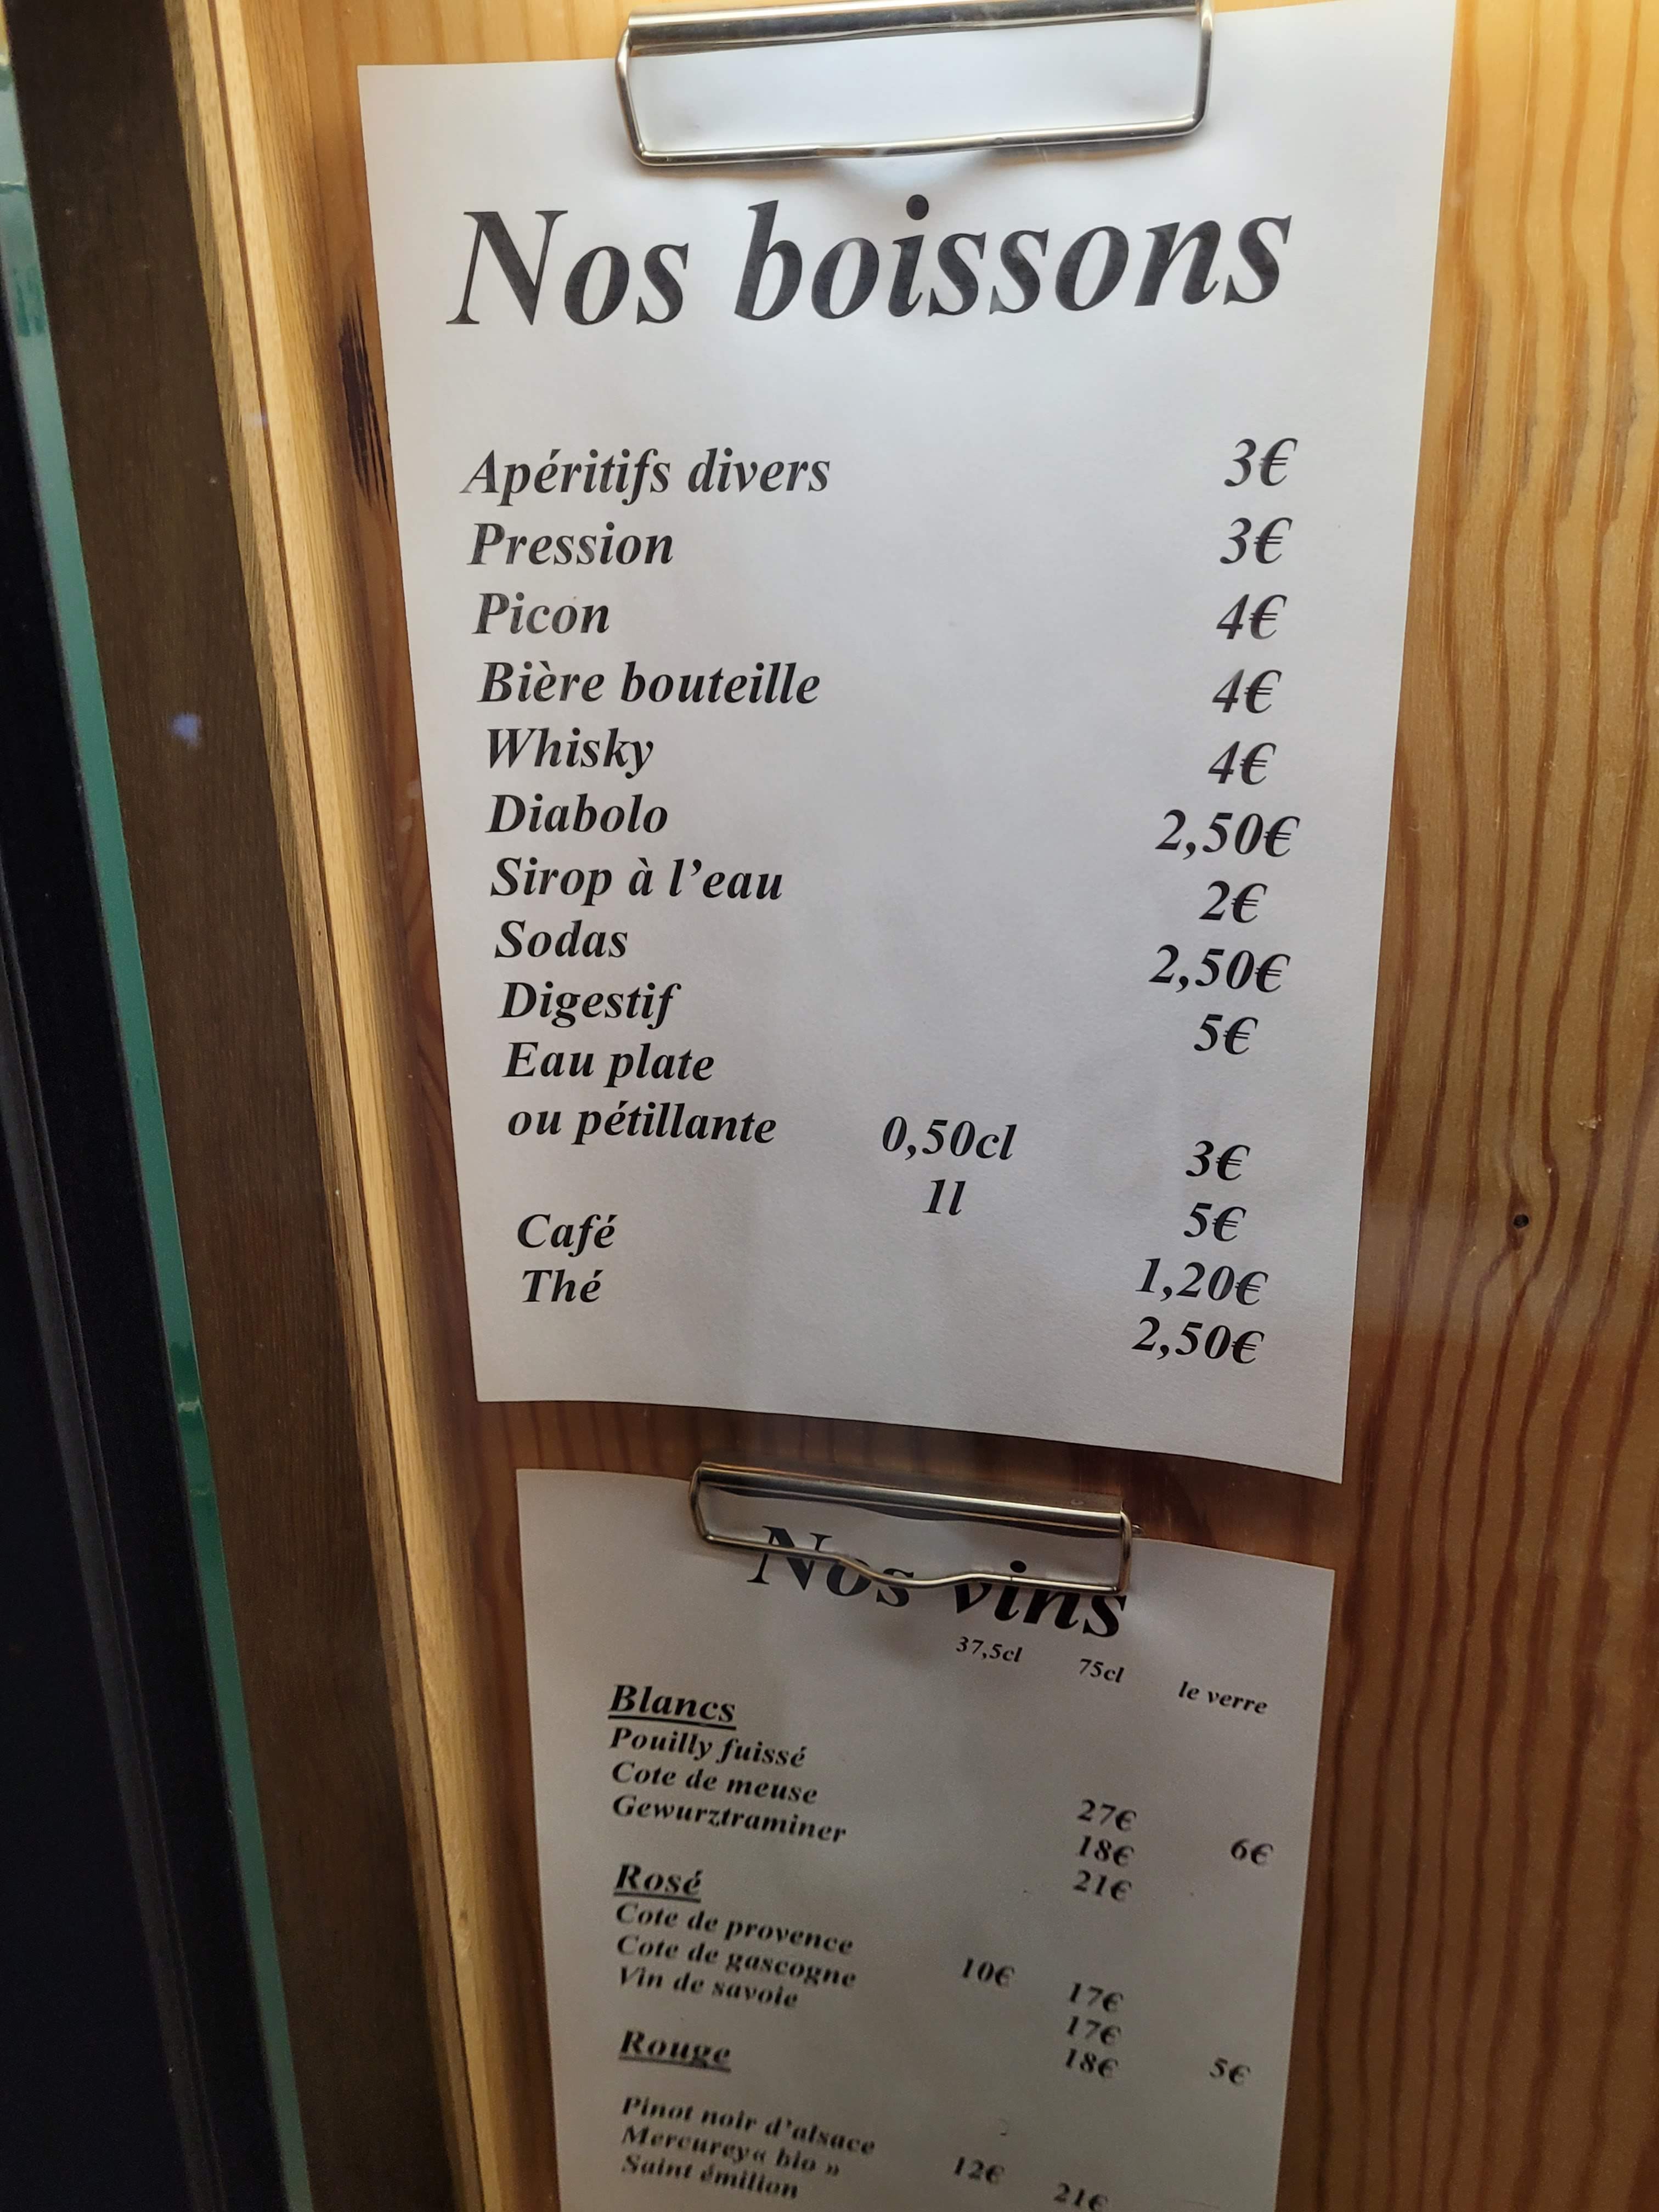 Nos boissons
Apéritifs divers 3€
Pression 3€
Picon 4€
Bière bouteille 4€
Whisky 4€
Diabolo 2,50€
Sirop à l’eau 2€
Sodas 2,50€
Digestif 5€
Eau plate
ou pétillante 0,50cl 3€
1l 5€
Café 1,20€
Thé 2,50€
Nos vins
37,5cl 75cl le verre
Blancs
Pouilly fuissé 27€ 6€
Cote de meuse 18€
Gewurztraminer 21€
Rosé
Cote de provence 10€ 17€
Cote de gascogne 17€ 5€
Vin de savoie 18€
Rouge
Pinot noir d’alsace 12€ 21€
Mercurey« bio »
Saint émilion